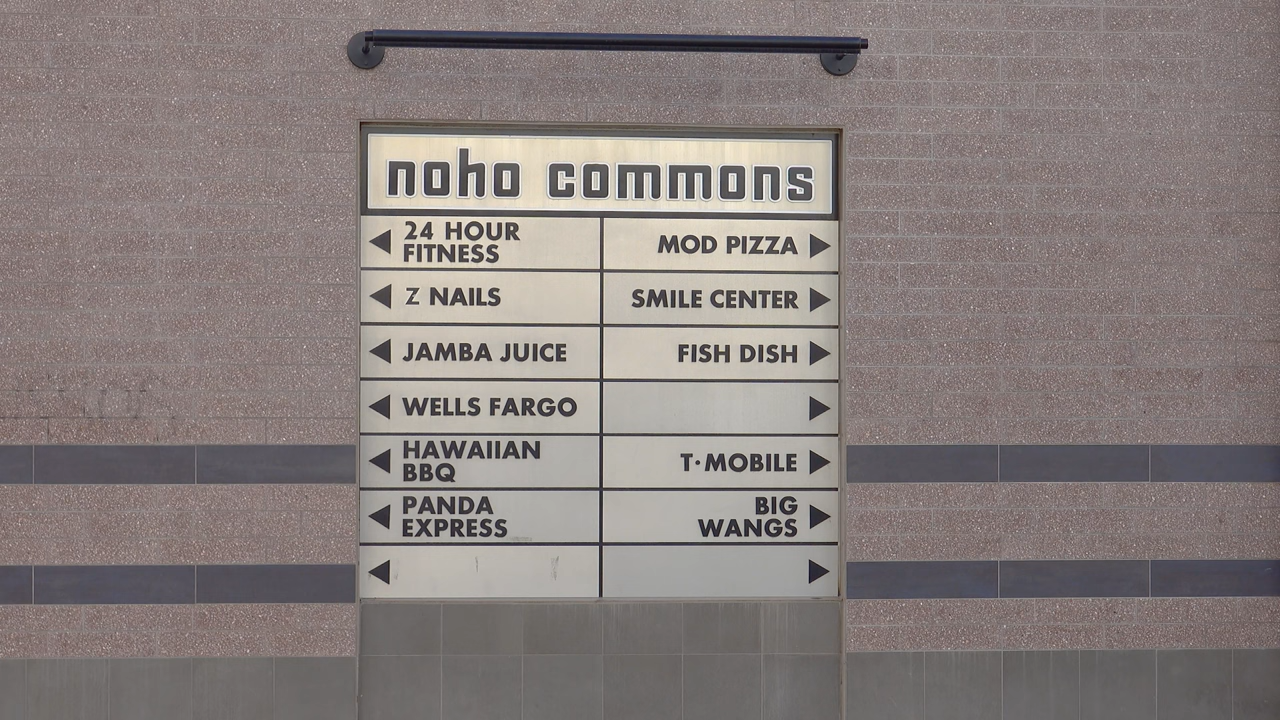 noho commons
24 HOUR
FITNESS
MOD PIZZA
Z NAILS
SMILE CENTER
JAMBA JUICE
FISH DISH
WELLS FARGO
HAWAIIAN
BBQ
T·MOBILE
PANDA
EXPRESS
BIG
WANGS